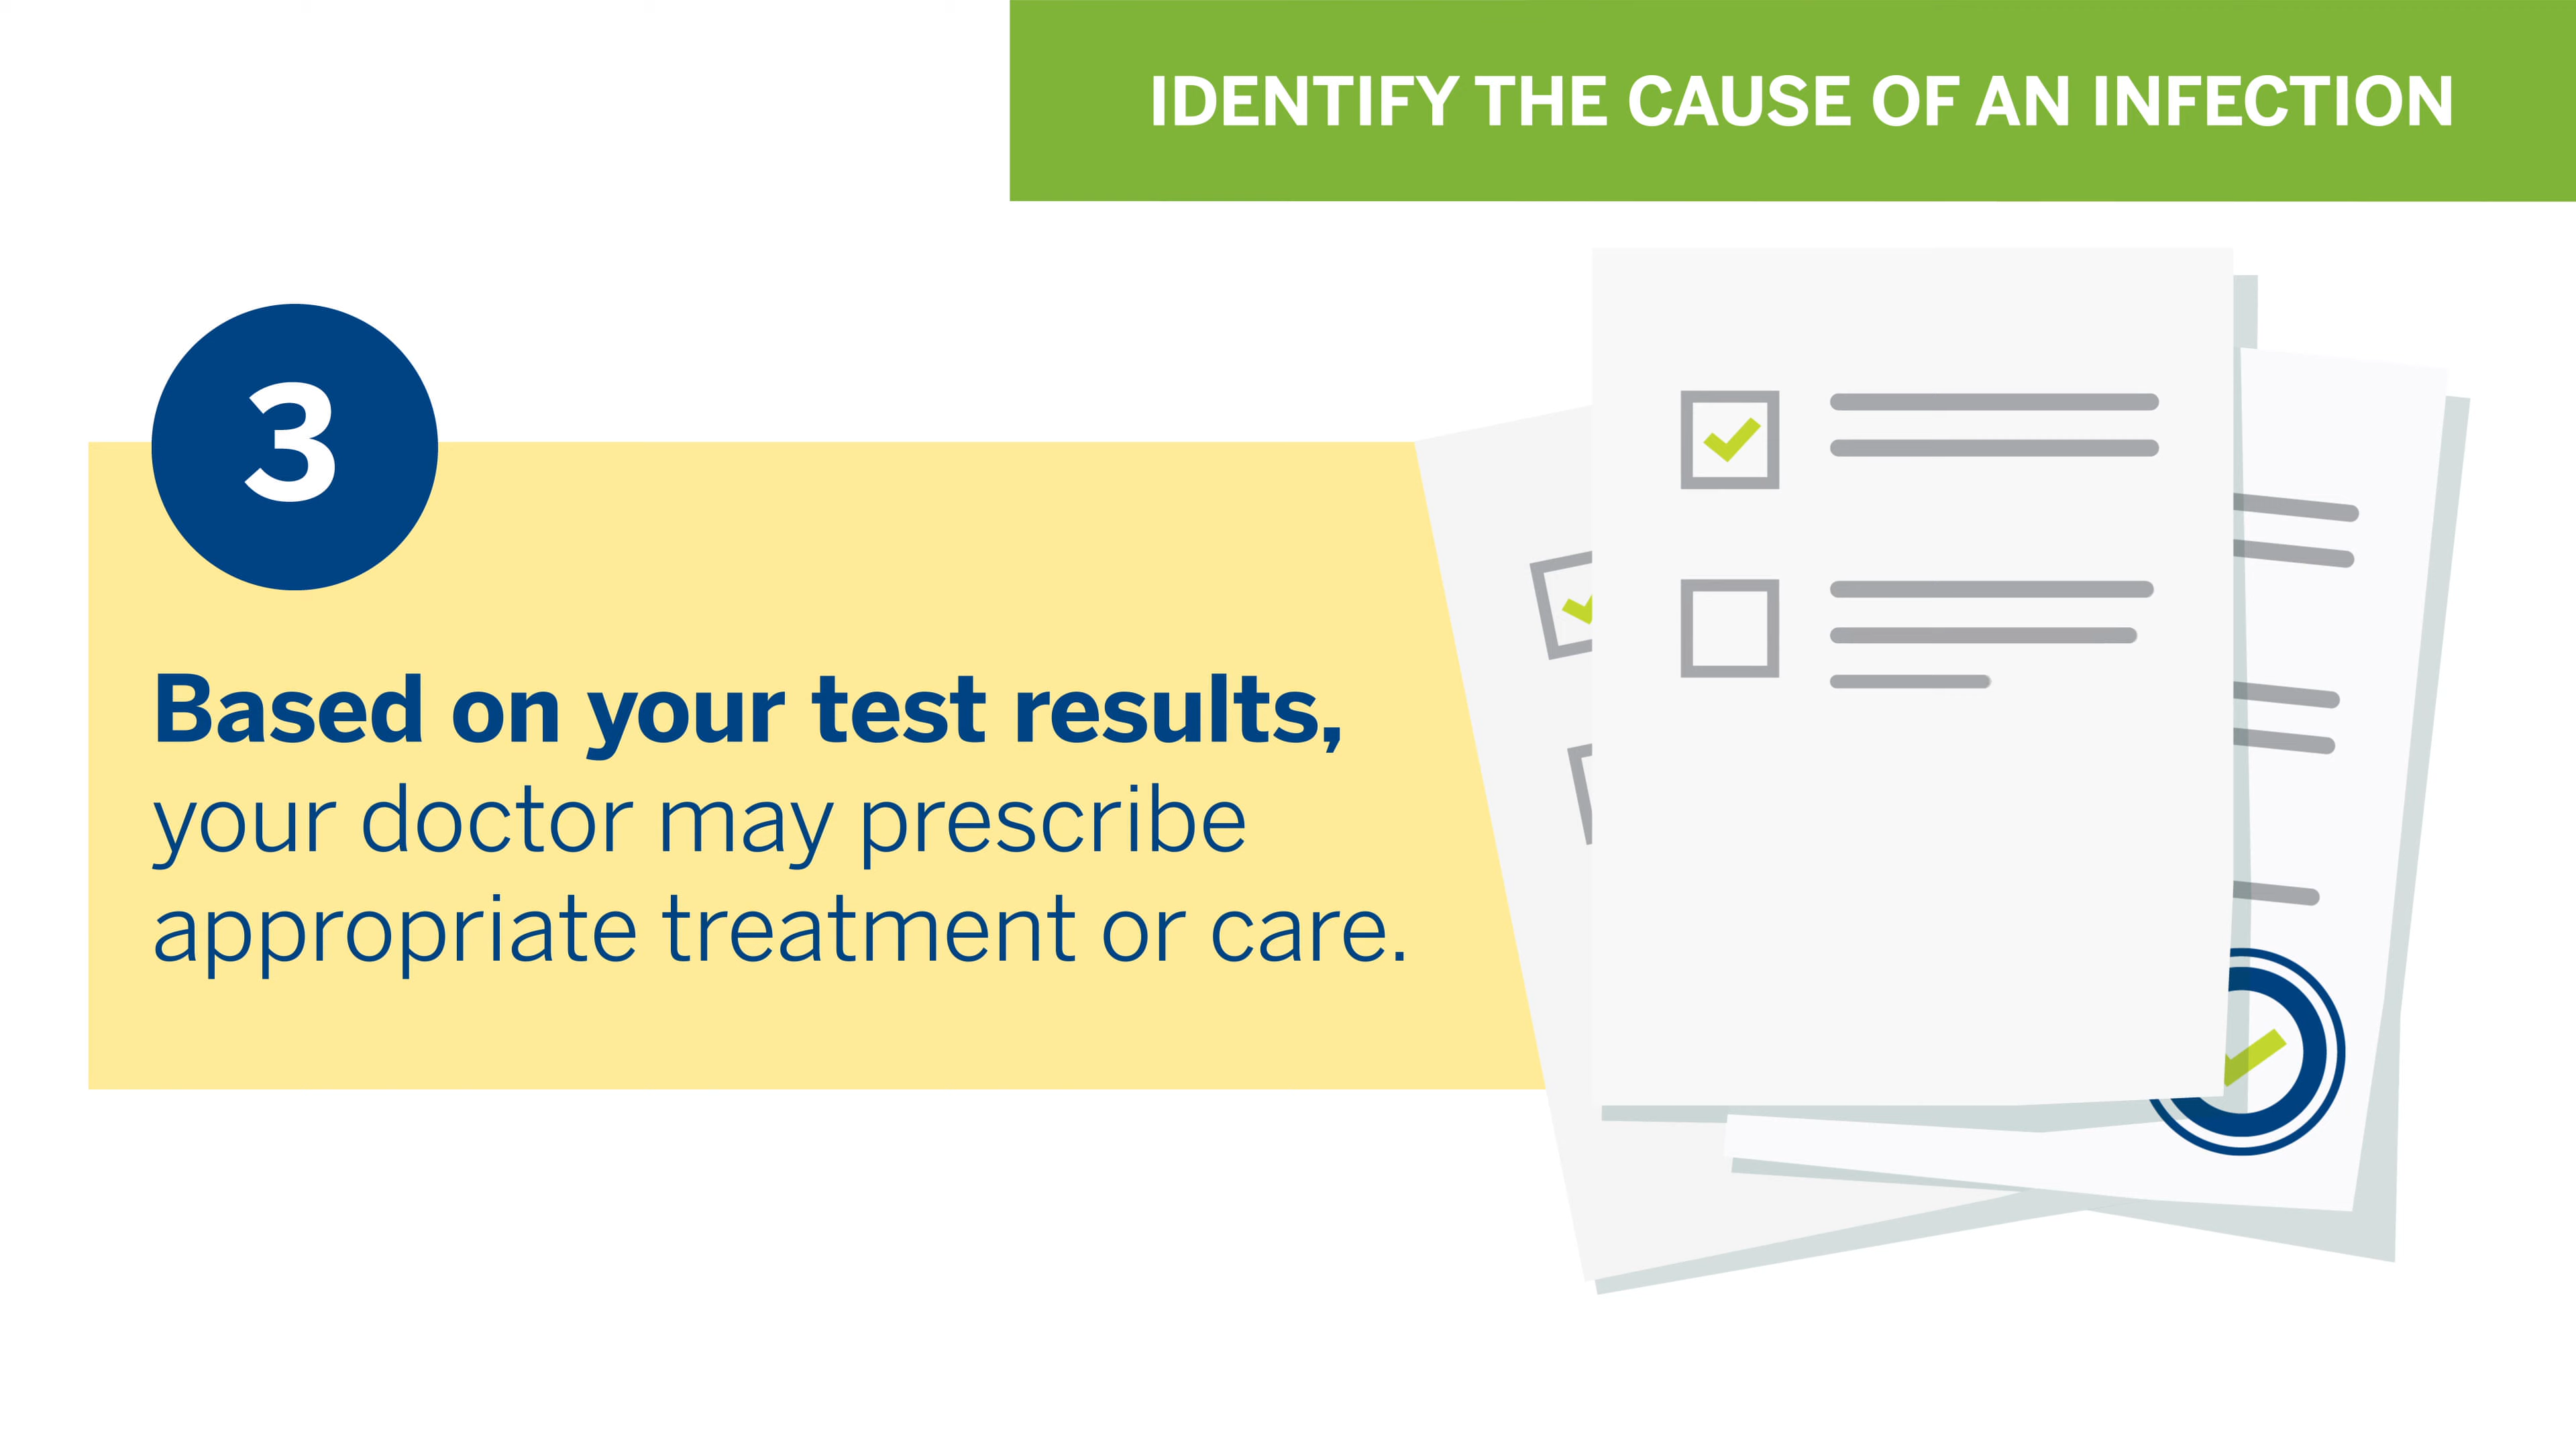 IDENTIFY THE CAUSE OF AN INFECTION
3
Based on your test results,
your doctor may prescribe
appropriate treatment or care.